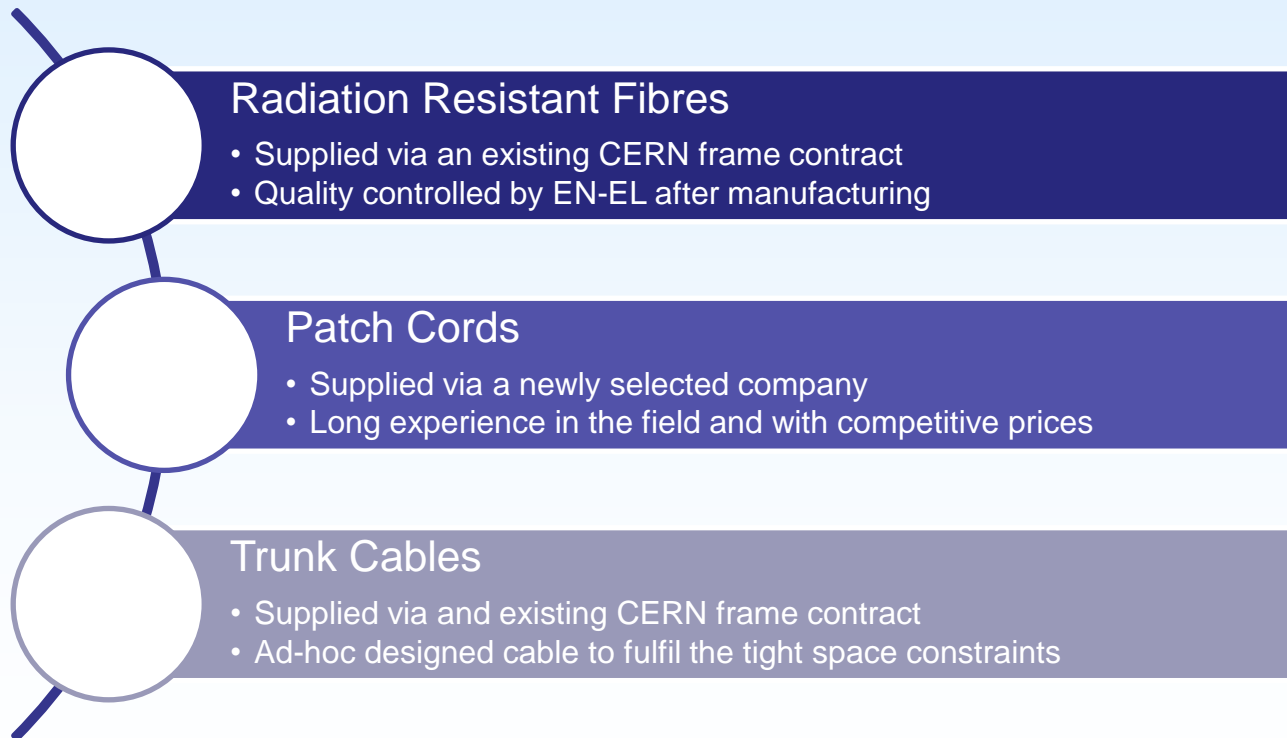 Radiation Resistant Fibres
• Supplied via an existing CERN frame contract
• Quality controlled by EN-EL after manufacturing
Patch Cords
• Supplied via a newly selected company
• Long experience in the field and with competitive prices
Trunk Cables
• Supplied via and existing CERN frame contract
• Ad-hoc designed cable to fulfil the tight space constraints